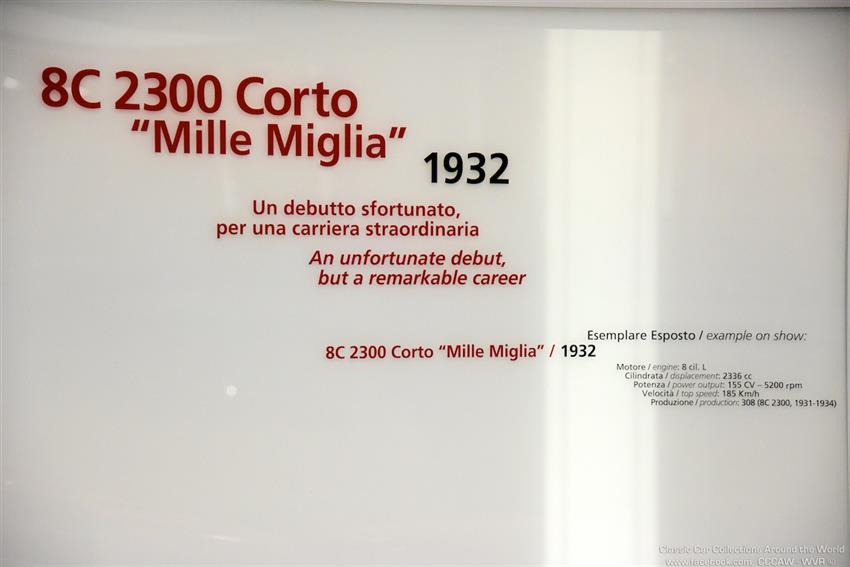 8C 2300 Corto
“Mille Miglia”
1932
Un debutto sfortunato,
per una carriera straordinaria
An unfortunate debut,
but a remarkable career
Esemplare Esposto / example on show:
8C 2300 Corto “Mille Miglia” / 1932
Motore / engine: 8 cil. L
Cilindrata / displacement: 2336 cc
Potenza / power output: 155 CV – 5200 rpm
Velocità / top speed: 185 Km/h
Produzione / production: 308 (8C 2300, 1931-1934)
Classic Car Collections Around the World
www.facebook.com/CCCAW - WVR ©